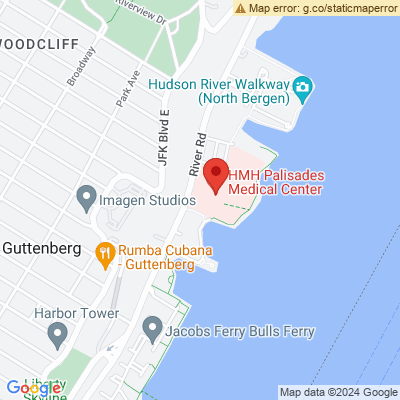 Map error: g.co/staticmaperror
Riverview Dr
WOODCLIFF
Broadway
Park Ave
JFK Blvd E
River Rd
Hudson River Walkway
(North Bergen)
HMH Palisades
Medical Center
Imagen Studios
Guttenberg
Rumba Cubana
- Guttenberg
Harbor Tower
Jacobs Ferry Bulls Ferry
Liberty
Skyline
Google
Map data ©2024 Google